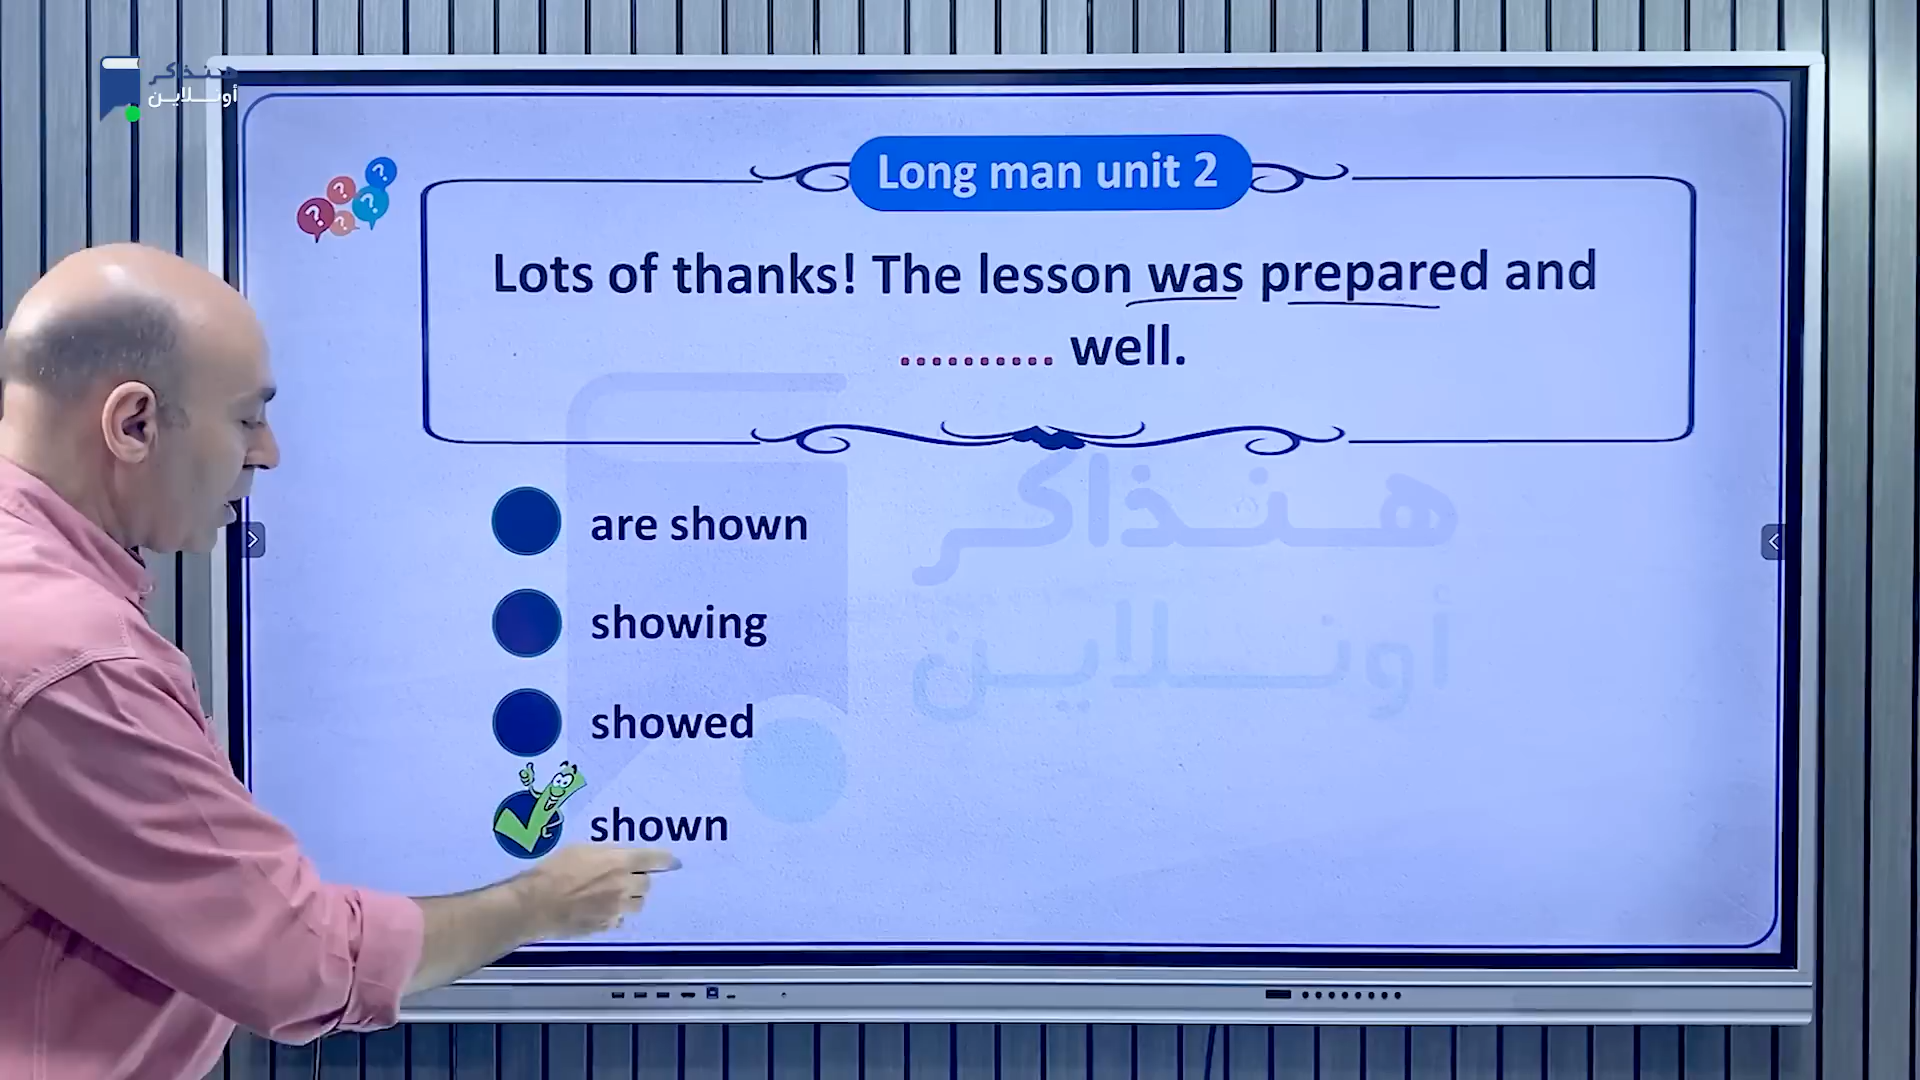 هنذاكر
أونلاين
Long man unit 2
Lots of thanks! The lesson was prepared and
.......... well.
are shown
showing
showed
shown
هنذاكر
أونلاين